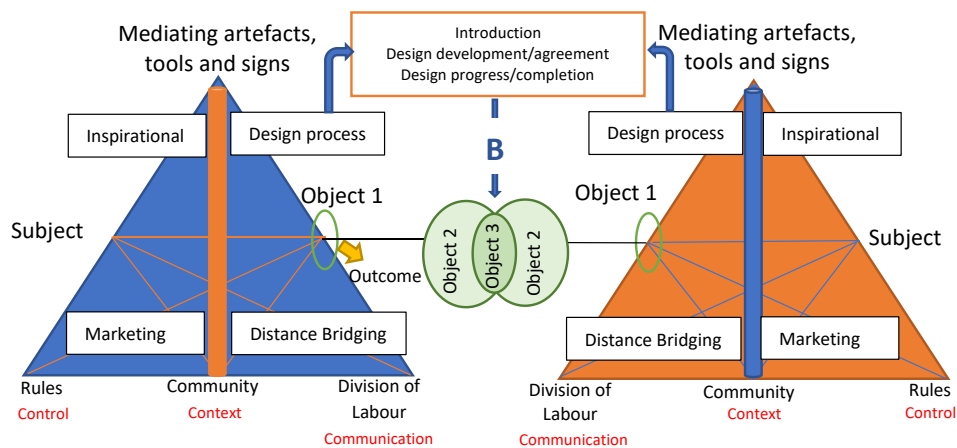 Mediating artefacts,
tools and signs
Introduction
Design development/agreement
Design progress/completion
Mediating artefacts,
tools and signs
Inspirational
Design process
B
Design process
Inspirational
Subject
Object 1
Outcome
Object 2
Object 3
Object 2
Object 1
Subject
Marketing
Distance Bridging
Distance Bridging
Marketing
Rules
Control
Community
Context
Division of
Labour
Communication
Division of
Labour
Communication
Community
Context
Rules
Control